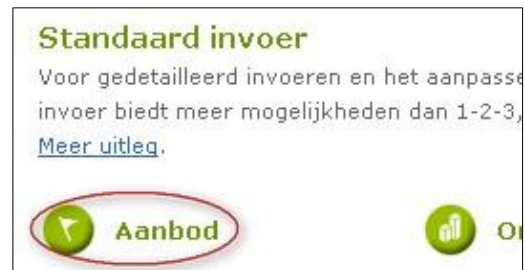 Standaard invoer
Voor gedetailleerd invoeren en het aanpasse
invoer biedt meer mogelijkheden dan 1-2-3,
Meer uitleg.
Aanbod